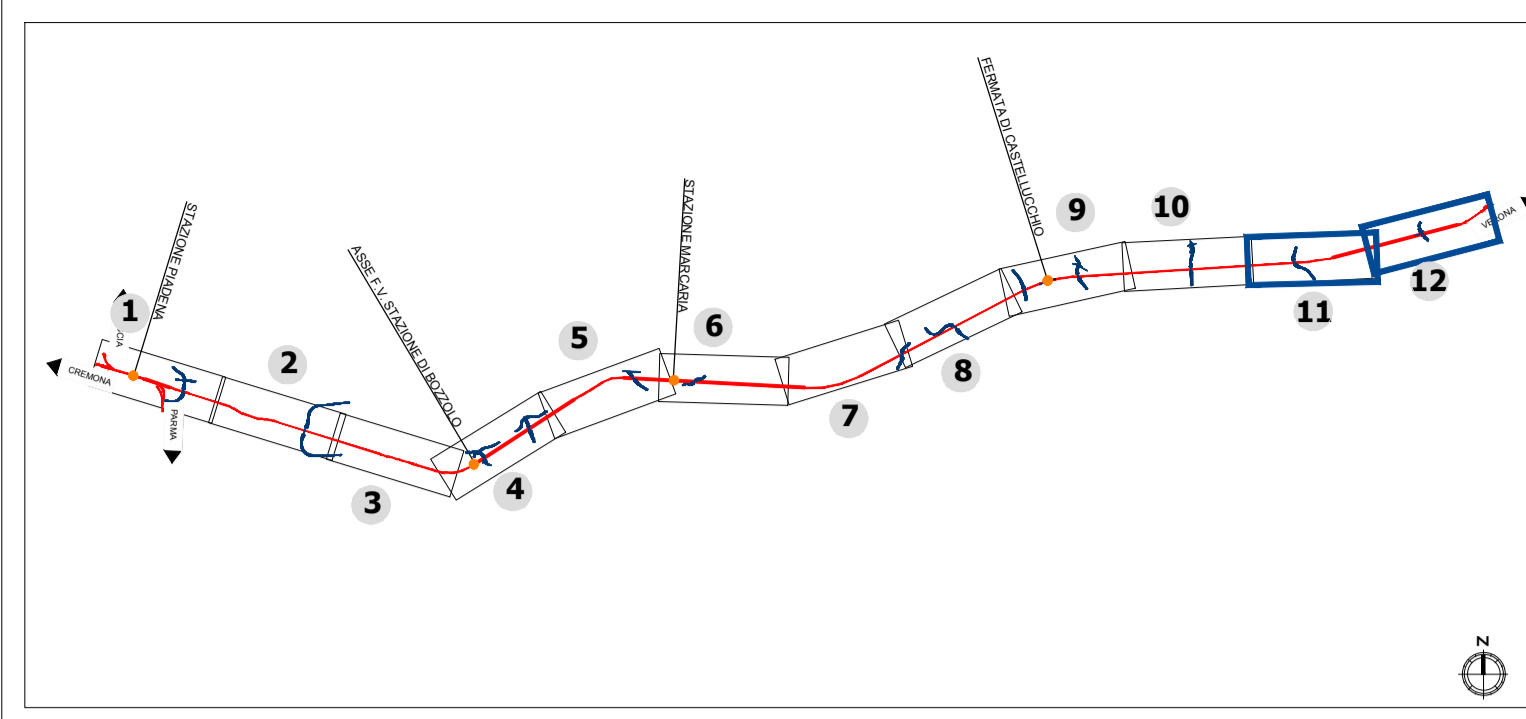 FERMATA DI CASTELLUCCHIO
STAZIONE MARCARIA
STAZIONE PIADENA
ASSE F.V. STAZIONE DI BOZZOLO
1
2
3
4
5
6
7
8
9
10
11
12
CREMONA
PARMA
N